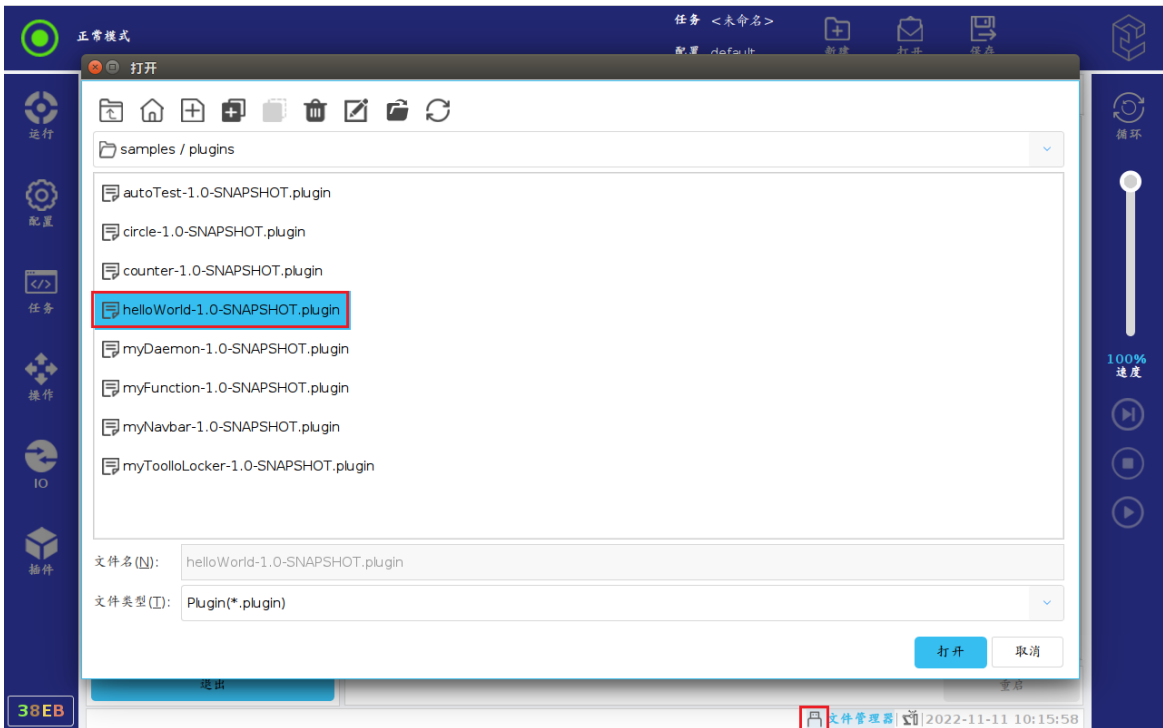 正常模式
任务 <未命名>
配置 default
新建
打开
保存
打开
运行
配置
任务
操作
IO
插件
38EB
samples / plugins
autoTest-1.0-SNAPSHOT.plugin
circle-1.0-SNAPSHOT.plugin
counter-1.0-SNAPSHOT.plugin
helloWorld-1.0-SNAPSHOT.plugin
myDaemon-1.0-SNAPSHOT.plugin
myFunction-1.0-SNAPSHOT.plugin
myNavbar-1.0-SNAPSHOT.plugin
myToolloLocker-1.0-SNAPSHOT.plugin
文件名(N): helloWorld-1.0-SNAPSHOT.plugin
文件类型(T): Plugin(*.plugin)
打开 取消
退出
重启
循环
100%
速度
文件管理器 2022-11-11 10:15:58